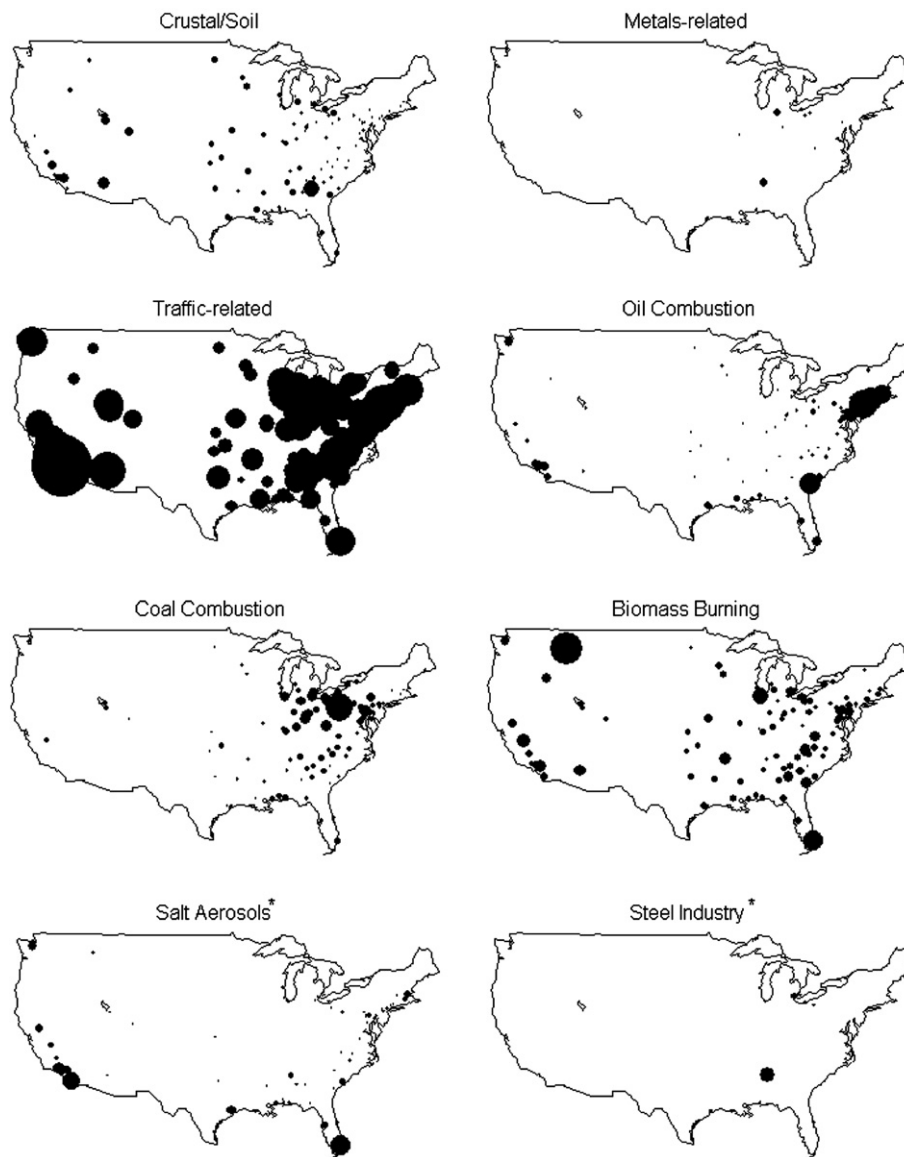 Crustal/Soil
Metals-related
Traffic-related
Oil Combustion
Coal Combustion
Biomass Burning
Salt Aerosols*
Steel Industry*